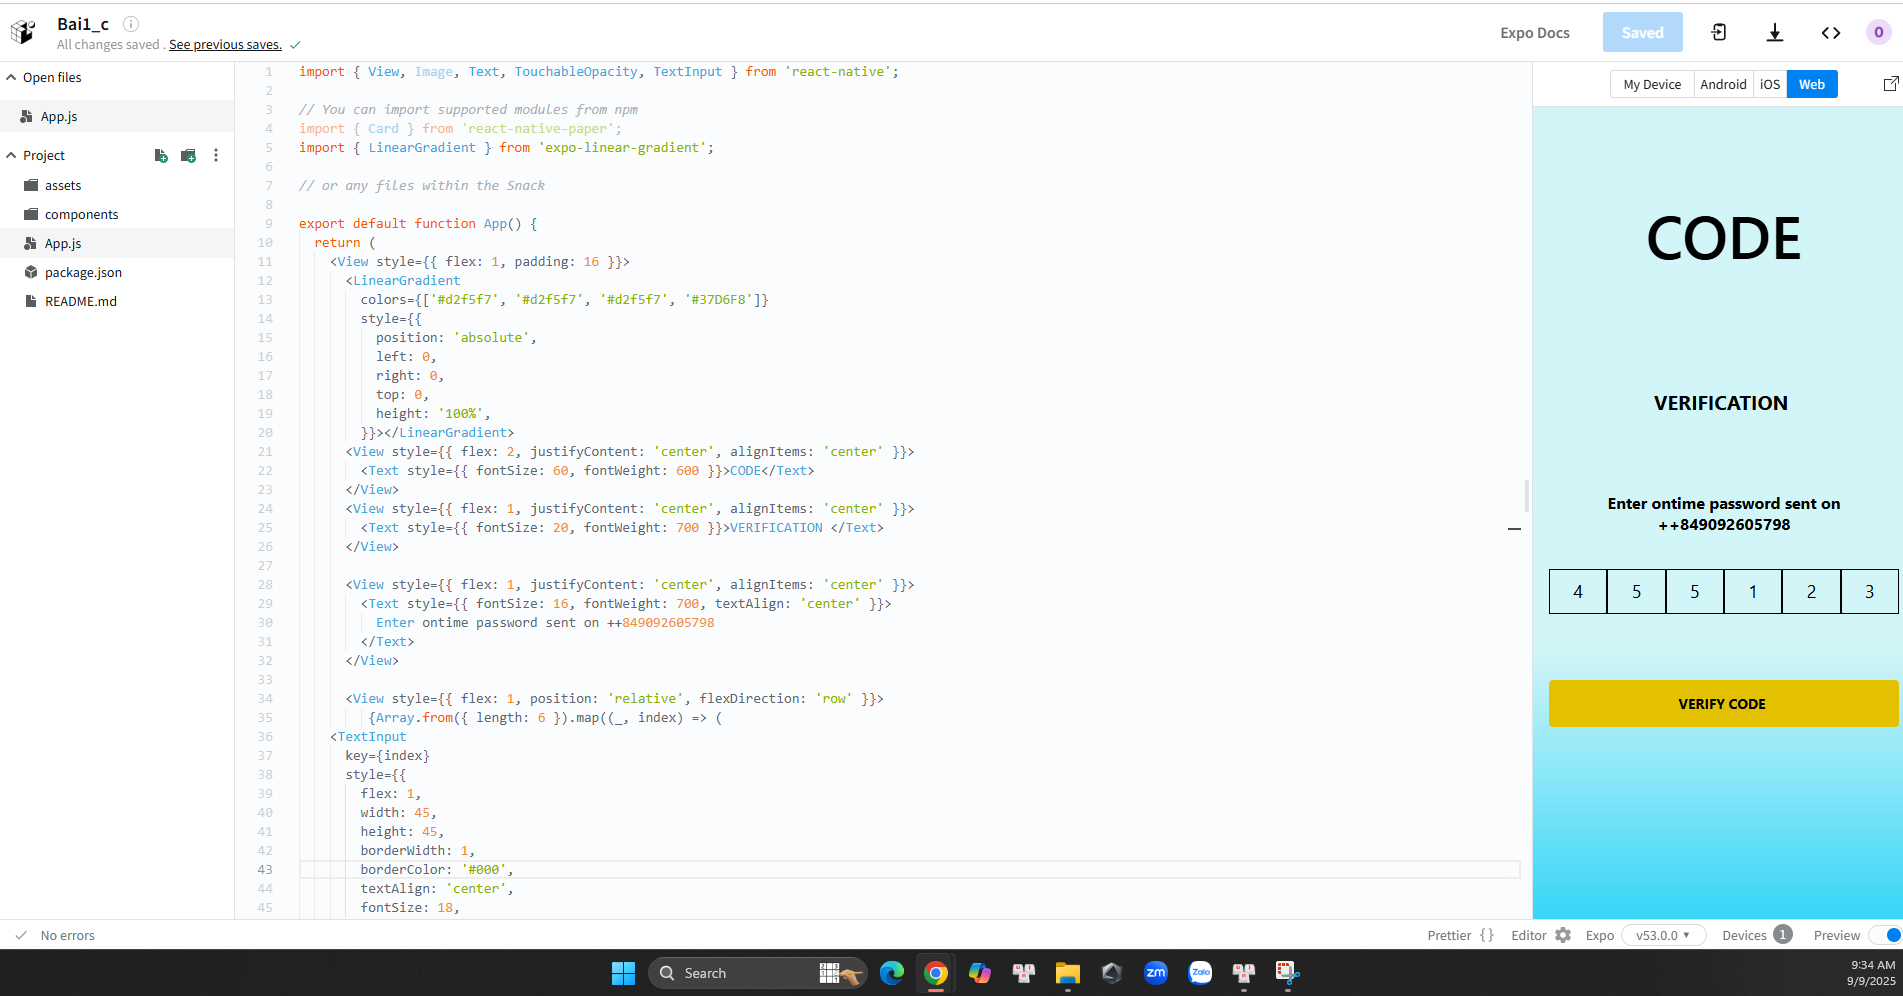 Bai1_c
All changes saved . See previous saves.
Expo Docs
Saved
O
Open files
App.js
Project
assets
components
App.js
package.json
README.md
1 import { View, Image, Text, TouchableOpacity, TextInput } from 'react-native';
2
3 // You can import supported modules from npm
4 import { Card } from 'react-native-paper';
5 import { LinearGradient } from 'expo-linear-gradient';
6
7 // or any files within the Snack
8
9 export default function App() {
10 return (
11 <View style={{ flex: 1, padding: 16 }}>
12 <LinearGradient
13 colors={['#d2f5f7', '#d2f5f7', '#d2f5f7', '#37D6F8']}
14 style={{
15 position: 'absolute',
16 left: 0,
17 right: 0,
18 top: 0,
19 height: '100%',
20 }}></LinearGradient>
21 <View style={{ flex: 2, justifyContent: 'center', alignItems: 'center' }}>
22 <Text style={{ fontSize: 60, fontWeight: 600 }}>CODE</Text>
23 </View>
24 <View style={{ flex: 1, justifyContent: 'center', alignItems: 'center' }}>
25 <Text style={{ fontSize: 20, fontWeight: 700 }}>VERIFICATION </Text>
26 </View>
27
28 <View style={{ flex: 1, justifyContent: 'center', alignItems: 'center' }}>
29 <Text style={{ fontSize: 16, fontWeight: 700, textAlign: 'center' }}>
30 Enter ontime password sent on ++849092605798
31 </Text>
32 </View>
33
34 <View style={{ flex: 1, position: 'relative', flexDirection: 'row' }}>
35 {Array.from({ length: 6 }).map((_, index) => (
36 <TextInput
37 key={index}
38 style={{
39 flex: 1,
40 width: 45,
41 height: 45,
42 borderWidth: 1,
43 borderColor: '#000',
44 textAlign: 'center',
45 fontSize: 18,
My Device Android iOS Web
CODE
VERIFICATION
Enter ontime password sent on
++849092605798
4 5 5 1 2 3
VERIFY CODE
No errors
Prettier { } Editor Expo v53.0.0 Devices 1 Preview
Search
zm
Zalo
9:34 AM
9/9/2025